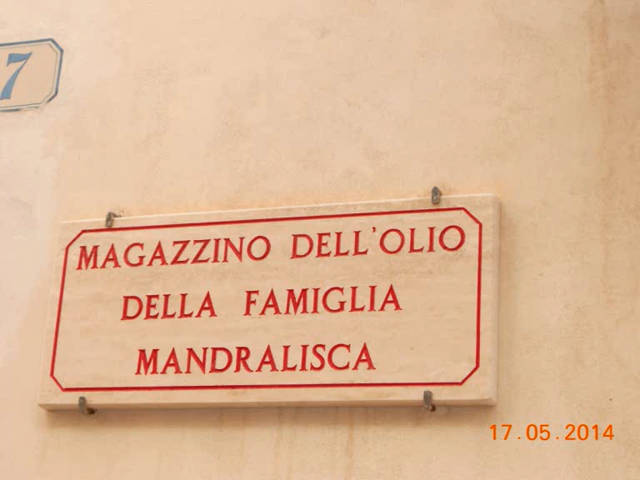 7
MAGAZZINO DELL'OLIO
DELLA FAMIGLIA
MANDRALISCA
17.05.2014